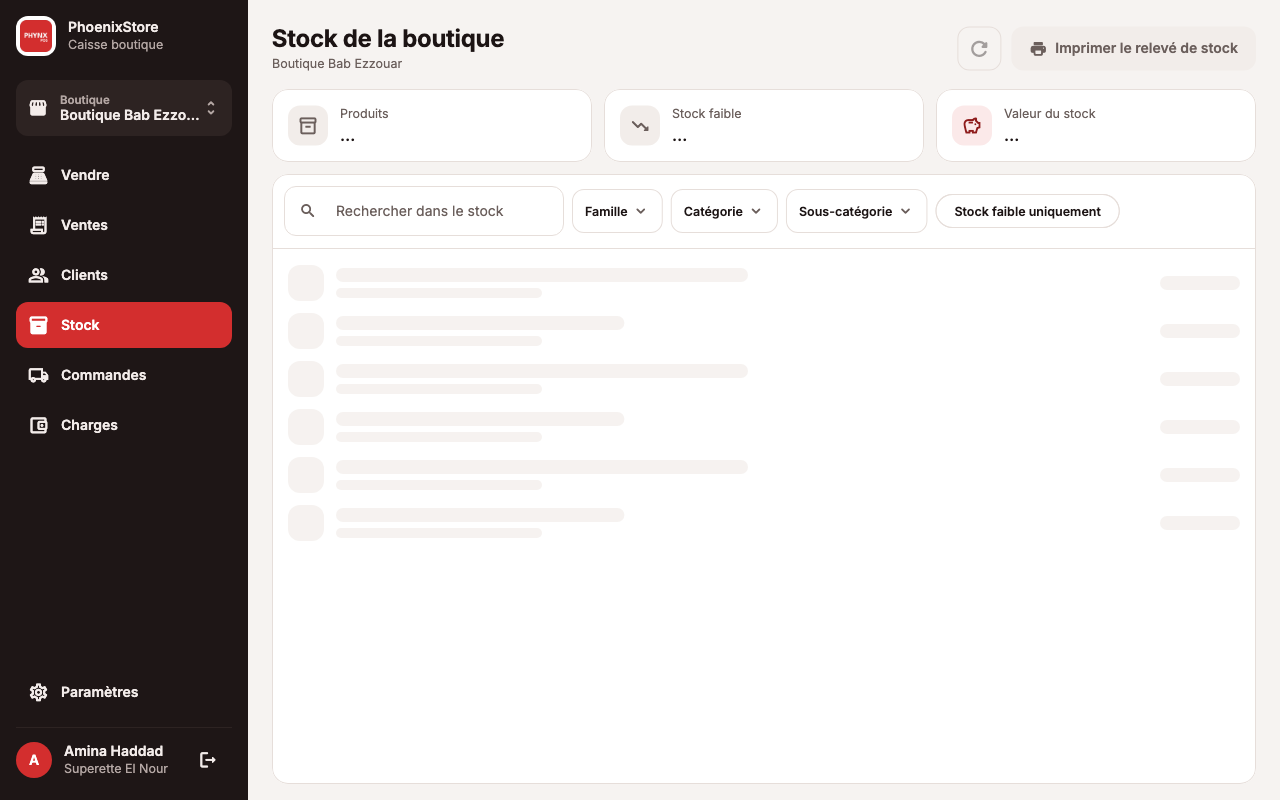 PHYNX
POS
PhoenixStore
Caisse boutique
Boutique
Boutique Bab Ezzo...
Vendre
Ventes
Clients
Stock
Commandes
Charges
Paramètres
A
Amina Haddad
Superette El Nour
Stock de la boutique
Boutique Bab Ezzouar
Imprimer le relevé de stock
Produits
...
Stock faible
...
Valeur du stock
...
Rechercher dans le stock
Famille
Catégorie
Sous-catégorie
Stock faible uniquement